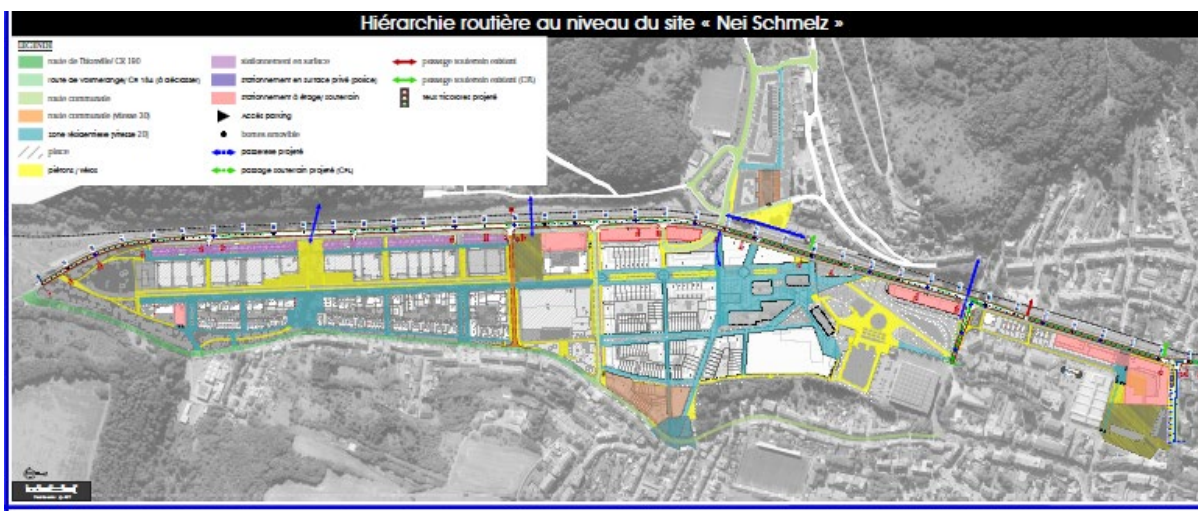 Hiérarchie routière au niveau du site « Nei Schmelz »
LEGENDE
route de Thionville/ CR 190
route de Volmerange/ CR 184 (à déclasser)
route communale
route communale (vitesse 30)
zone résidentielle (vitesse 20)
place
piétons / vélos
stationnement en surface
stationnement en surface privé (police)
stationnement à étage/ souterrain
Accès parking
borne amovible
passerelle projeté
passage souterrain projeté (CFL)
passage souterrain existant
passage souterrain existant (CFL)
feux tricolores projeté